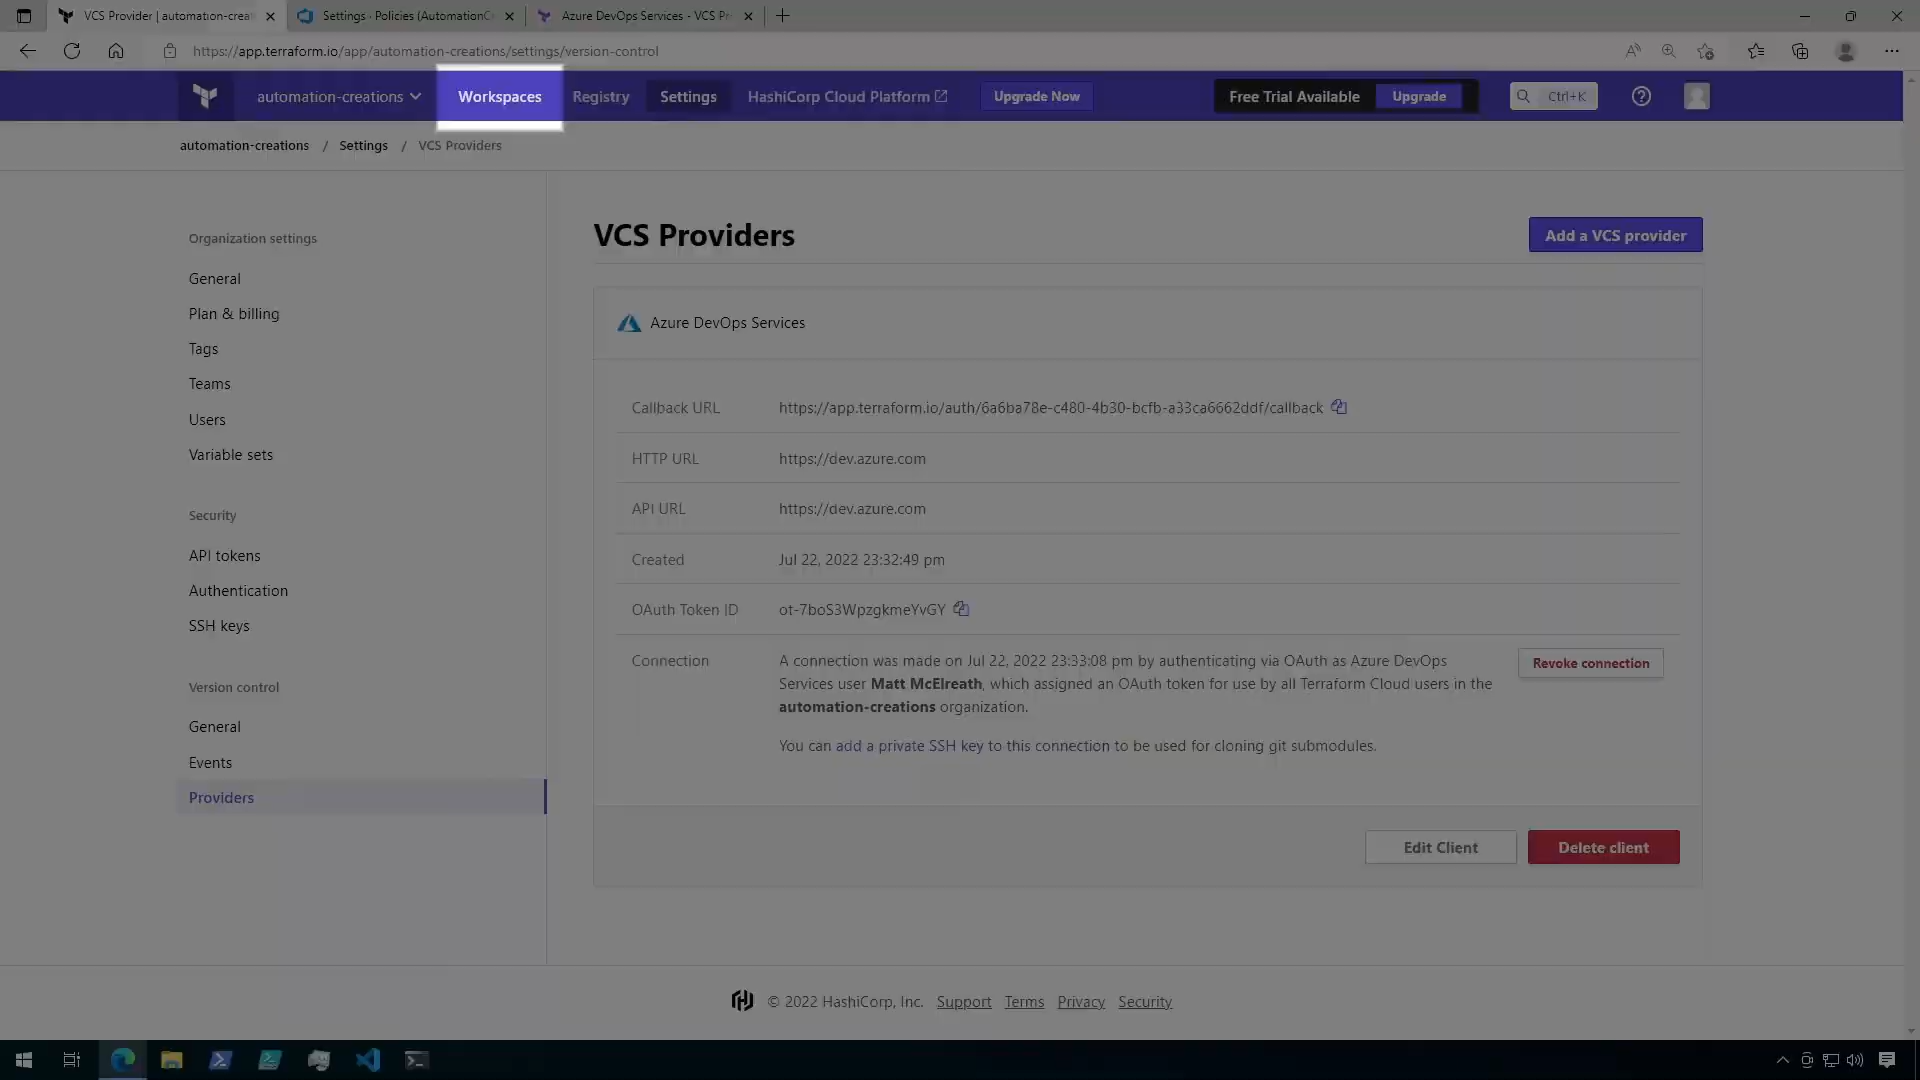 VCS Provider | automation-creat
Settings · Policies (AutomationCr
Azure DevOps Services - VCS Pr
https://app.terraform.io/app/automation-creations/settings/version-control
automation-creations
Workspaces
Registry
Settings
HashiCorp Cloud Platform
Upgrade Now
Free Trial Available
Upgrade
Ctrl+K
automation-creations / Settings / VCS Providers
Organization settings
General
Plan & billing
Tags
Teams
Users
Variable sets
Security
API tokens
Authentication
SSH keys
Version control
General
Events
Providers
VCS Providers
Add a VCS provider
Azure DevOps Services
Callback URL https://app.terraform.io/auth/6a6ba78e-c480-4b30-bcfb-a33ca6662ddf/callback
HTTP URL https://dev.azure.com
API URL https://dev.azure.com
Created Jul 22, 2022 23:32:49 pm
OAuth Token ID ot-7boS3WpzgkmeYvGY
Connection A connection was made on Jul 22, 2022 23:33:08 pm by authenticating via OAuth as Azure DevOps
Services user Matt McElreath, which assigned an OAuth token for use by all Terraform Cloud users in the
automation-creations organization.
Revoke connection
You can add a private SSH key to this connection to be used for cloning git submodules.
Edit Client
Delete client
© 2022 HashiCorp, Inc. Support Terms Privacy Security